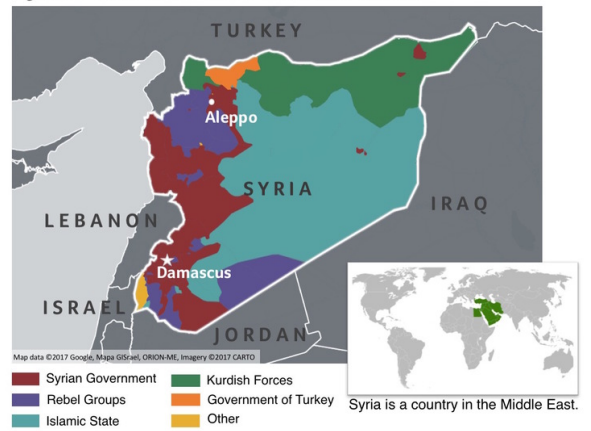 TURKEY
Aleppo
SYRIA
IRAQ
LEBANON
Damascus
ISRAEL
JORDAN
Map data ©2017 Google, Mapa GISrael, ORION-ME, Imagery ©2017 CARTO
Syrian Government
Kurdish Forces
Rebel Groups
Government of Turkey
Islamic State
Other
Syria is a country in the Middle East.